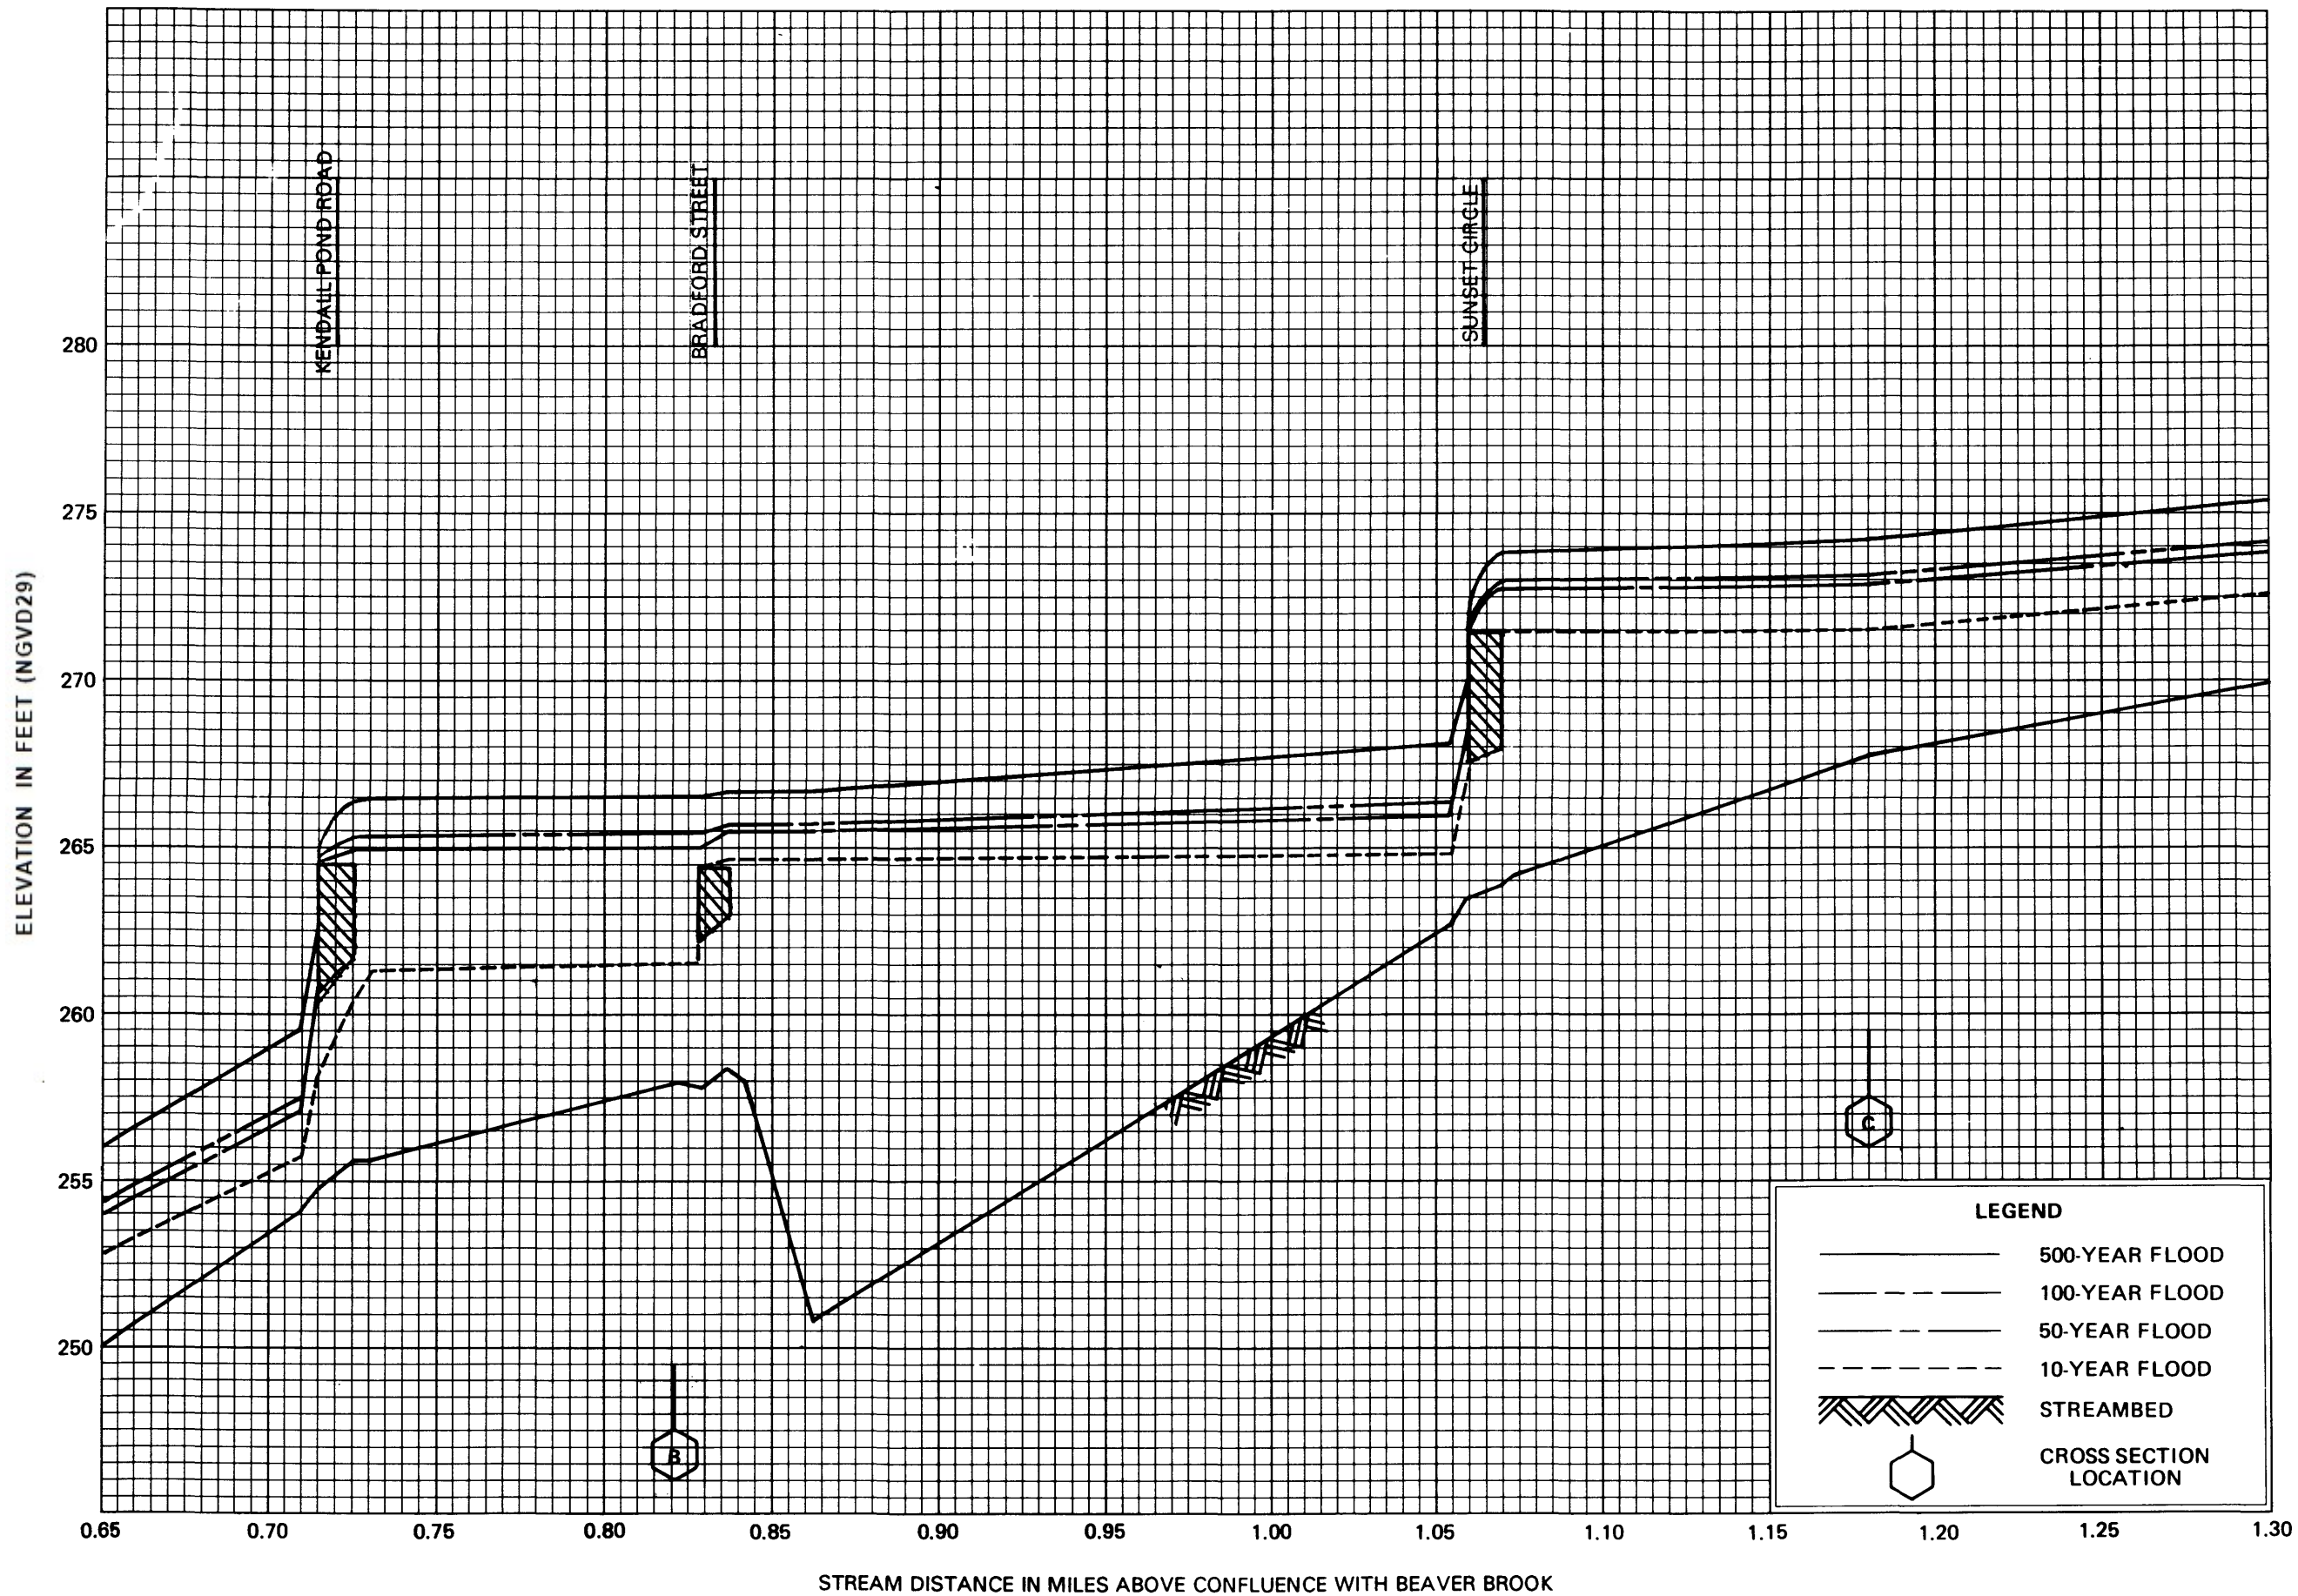 KENDALL POND ROAD
BRADFORD STREET
SUNSET CIRCLE
ELEVATION IN FEET (NGVD29)
280
275
270
265
260
255
250
B
C
LEGEND
500-YEAR FLOOD
100-YEAR FLOOD
50-YEAR FLOOD
10-YEAR FLOOD
STREAMBED
CROSS SECTION
LOCATION
0.65 0.70 0.75 0.80 0.85 0.90 0.95 1.00 1.05 1.10 1.15 1.20 1.25 1.30
STREAM DISTANCE IN MILES ABOVE CONFLUENCE WITH BEAVER BROOK